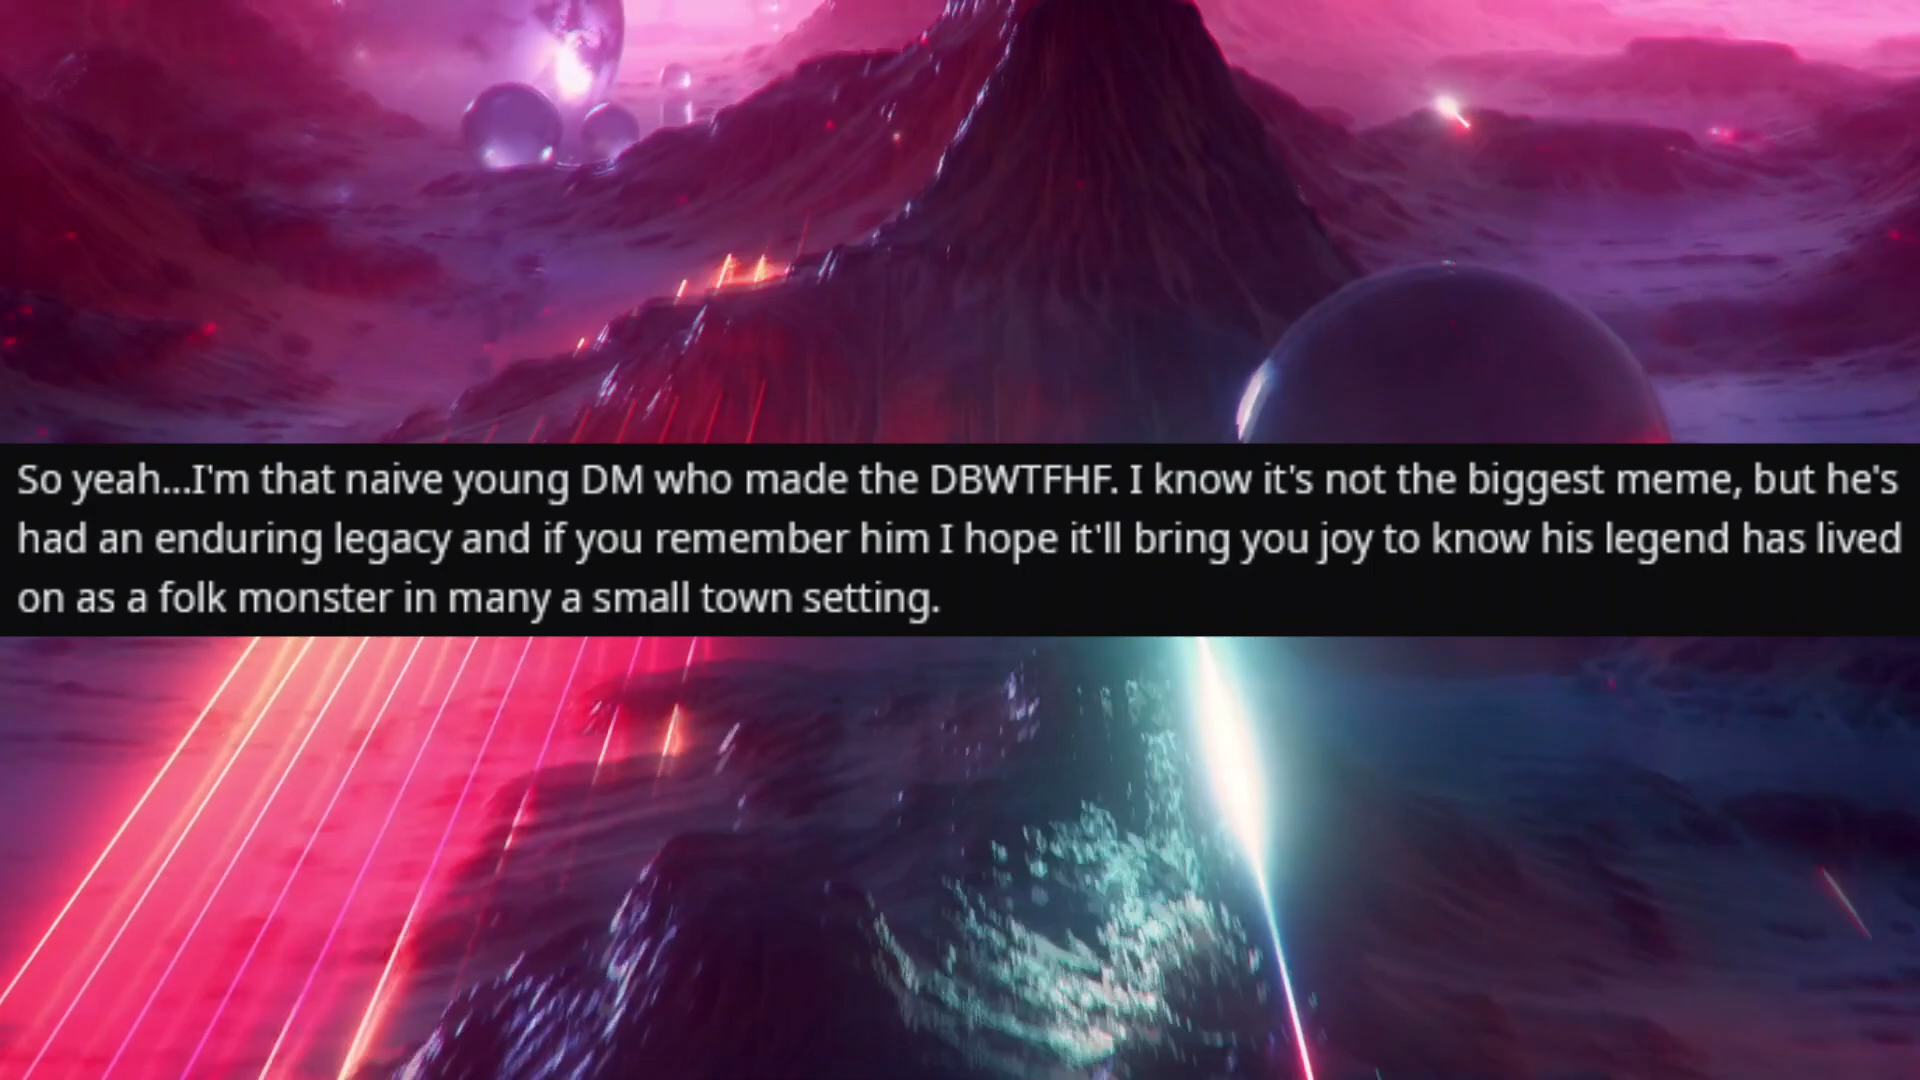 So yeah...I'm that naive young DM who made the DBWTFHF. I know it's not the biggest meme, but he's
had an enduring legacy and if you remember him I hope it'll bring you joy to know his legend has lived
on as a folk monster in many a small town setting.